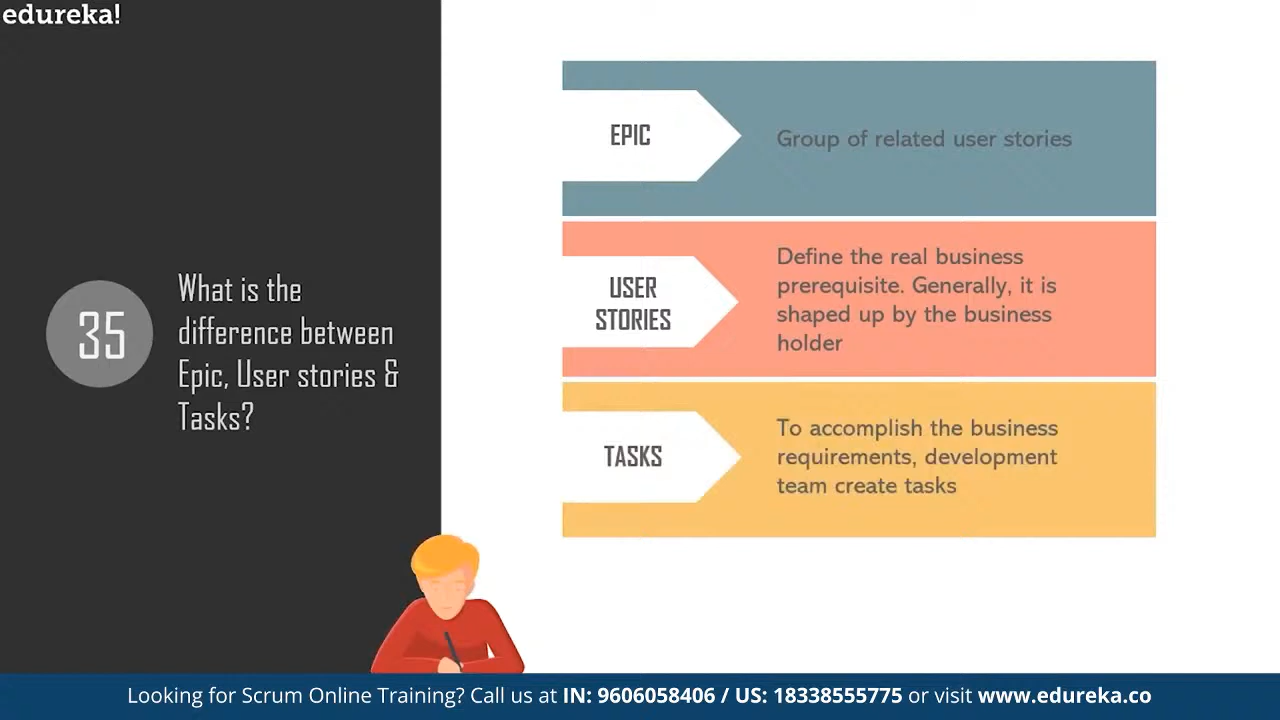 edureka!
35
What is the
difference between
Epic, User stories &
Tasks?
EPIC
Group of related user stories
USER
STORIES
Define the real business
prerequisite. Generally, it is
shaped up by the business
holder
TASKS
To accomplish the business
requirements, development
team create tasks
Looking for Scrum Online Training? Call us at IN: 9606058406 / US: 18338555775 or visit www.edureka.co